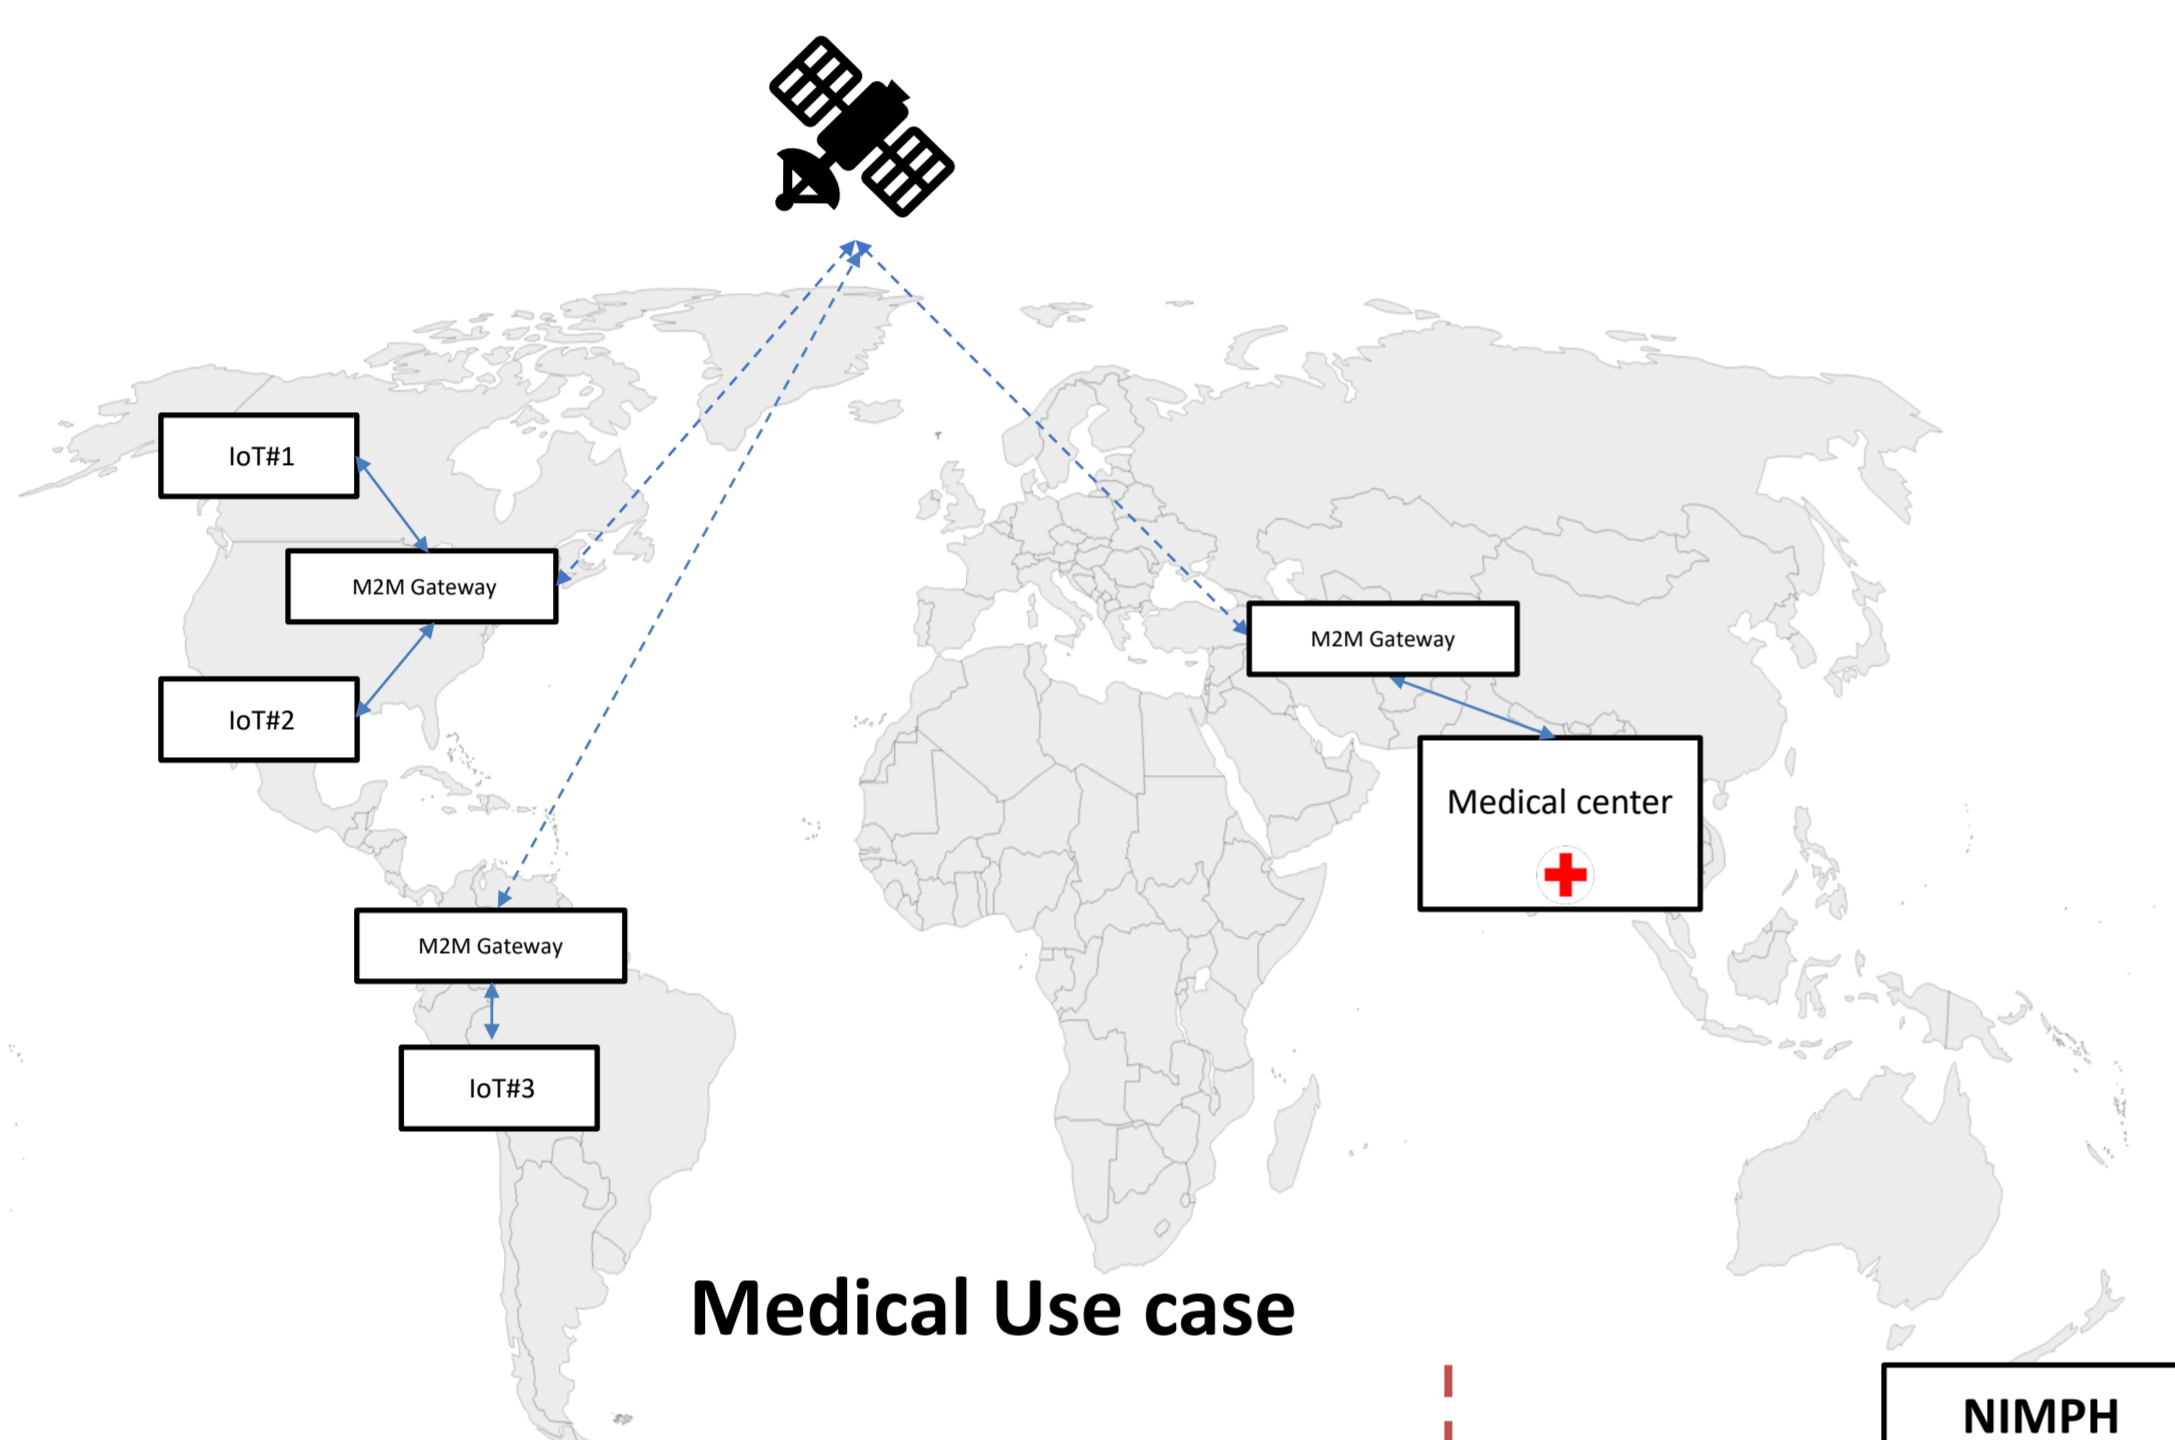 IoT#1
M2M Gateway
IoT#2
M2M Gateway
Medical center
M2M Gateway
IoT#3
Medical Use case
NIMPH